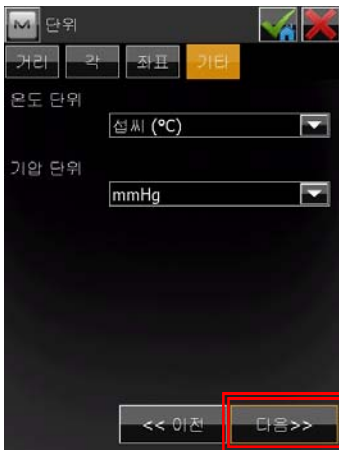 M 단위
거리 각 좌표 기타
온도 단위
섭씨 (°C)
기압 단위
mmHg
<< 이전 다음>>